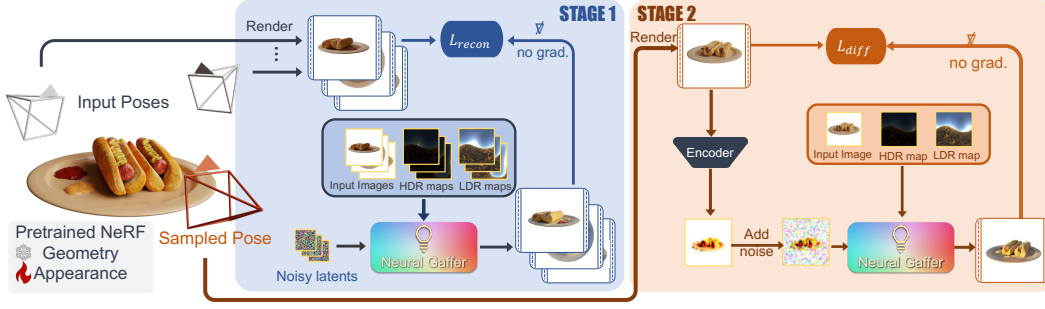 STAGE 1
STAGE 2
Render
⋮
L_recon
∇̸
no grad.
Render
L_diff
∇̸
no grad.
Input Poses
Input Images
HDR maps
LDR maps
Encoder
Input Image
HDR map
LDR map
Pretrained NeRF
Geometry
Appearance
Sampled Pose
Noisy latents
Neural Gaffer
Add
noise
Neural Gaffer